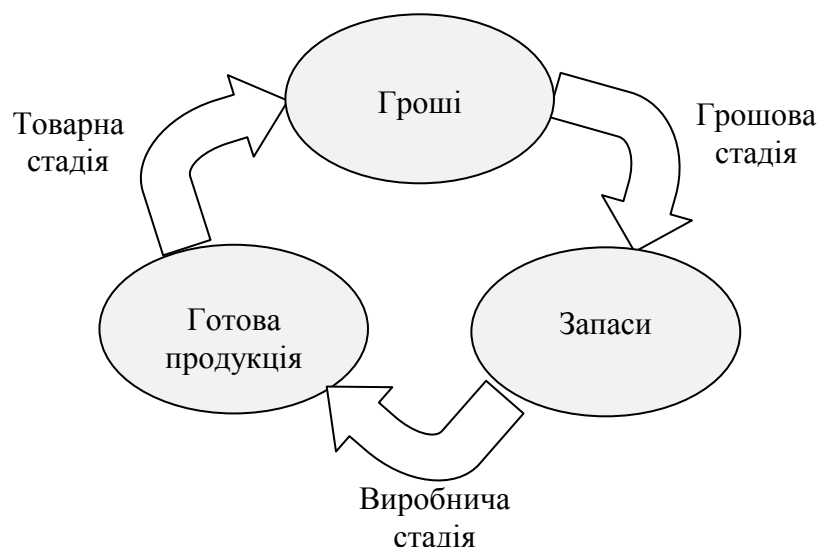 Гроші
Товарна
стадія
Грошова
стадія
Готова
продукція
Запаси
Виробнича
стадія